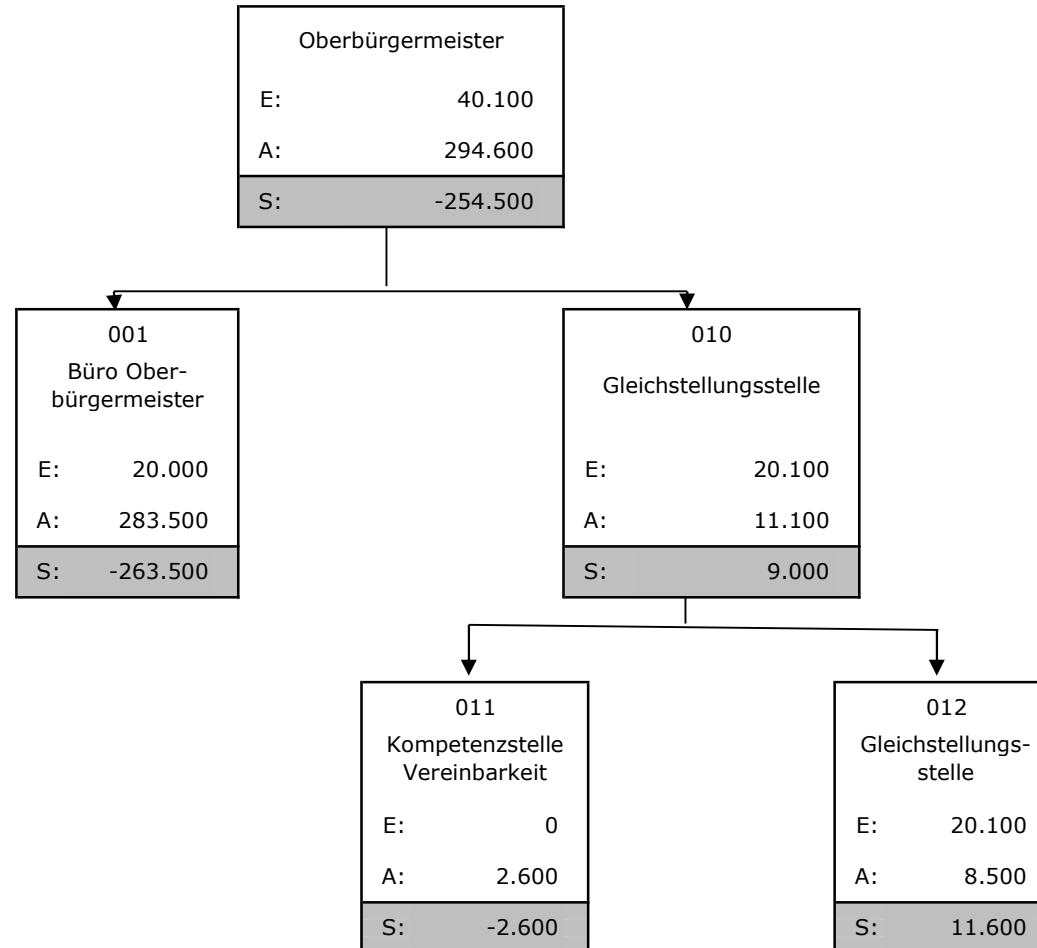 Oberbürgermeister
E: 40.100
A: 294.600
S: -254.500
001
Büro Ober-
bürgermeister
E: 20.000
A: 283.500
S: -263.500
010
Gleichstellungsstelle
E: 20.100
A: 11.100
S: 9.000
011
Kompetenzstelle
Vereinbarkeit
E: 0
A: 2.600
S: -2.600
012
Gleichstellungs-
stelle
E: 20.100
A: 8.500
S: 11.600